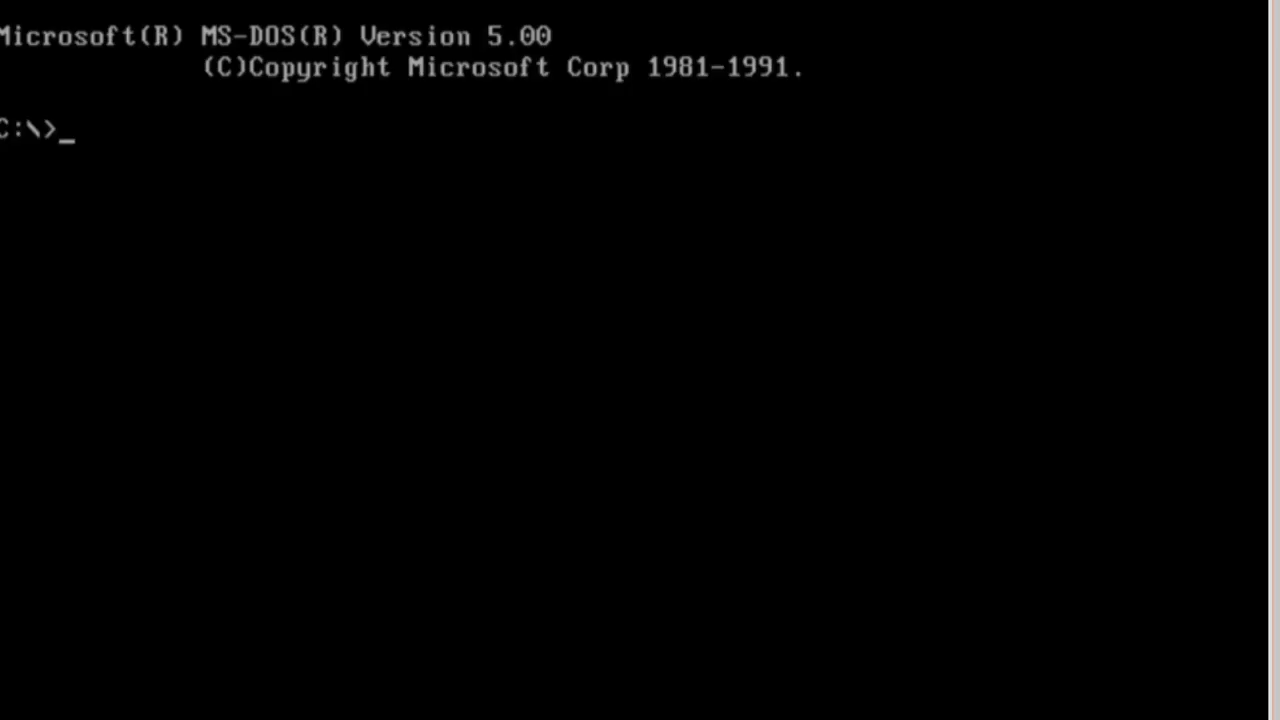 Microsoft(R) MS-DOS(R) Version 5.00
(C)Copyright Microsoft Corp 1981-1991.
C:\>_